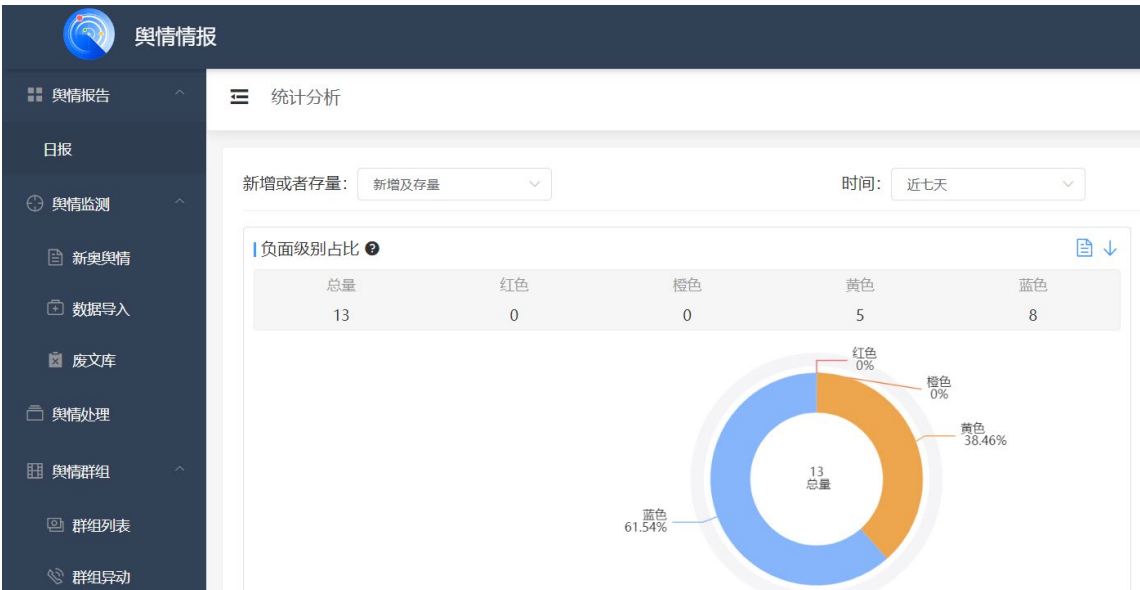 舆情情报
舆情报告
统计分析
日报
新增或者存量： 新增及存量 时间： 近七天
舆情监测
新奥舆情
负面级别占比
总量 红色 橙色 黄色 蓝色
13 0 0 5 8
数据导入
废文库
舆情处理
舆情群组
群组列表
群组异动
红色
0%
橙色
0%
黄色
38.46%
13
总量
蓝色
61.54%